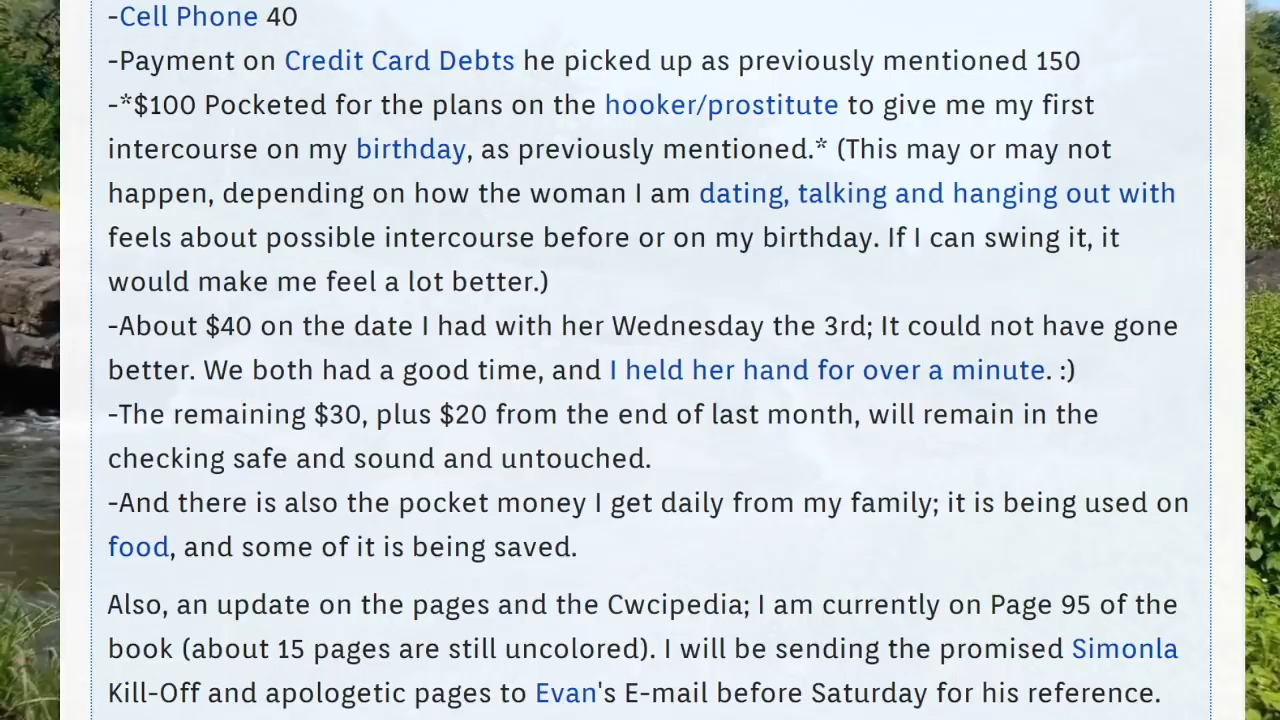 -Cell Phone 40
-Payment on Credit Card Debts he picked up as previously mentioned 150
-*$100 Pocketed for the plans on the hooker/prostitute to give me my first
intercourse on my birthday, as previously mentioned.* (This may or may not
happen, depending on how the woman I am dating, talking and hanging out with
feels about possible intercourse before or on my birthday. If I can swing it, it
would make me feel a lot better.)
-About $40 on the date I had with her Wednesday the 3rd; It could not have gone
better. We both had a good time, and I held her hand for over a minute. :)
-The remaining $30, plus $20 from the end of last month, will remain in the
checking safe and sound and untouched.
-And there is also the pocket money I get daily from my family; it is being used on
food, and some of it is being saved.
Also, an update on the pages and the Cwcipedia; I am currently on Page 95 of the
book (about 15 pages are still uncolored). I will be sending the promised Simonla
Kill-Off and apologetic pages to Evan's E-mail before Saturday for his reference.